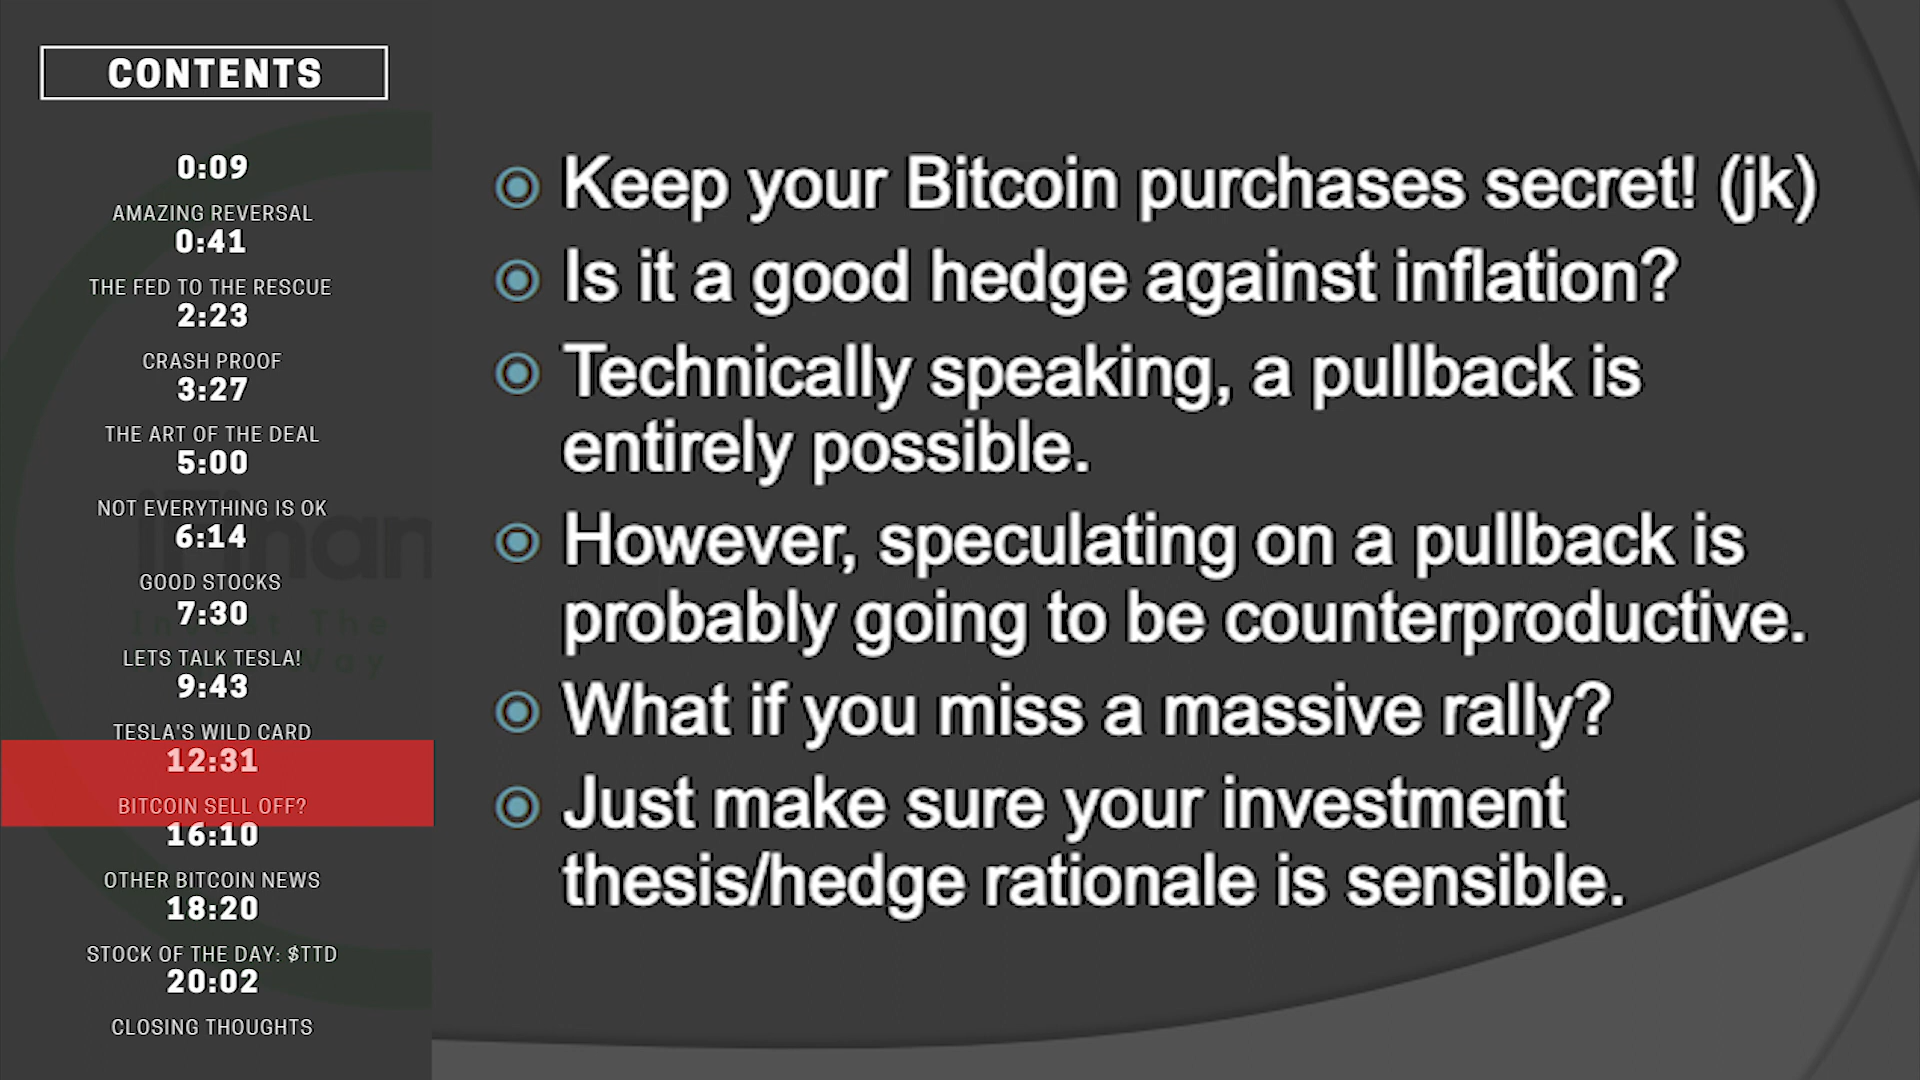 CONTENTS
0:09
AMAZING REVERSAL
0:41
THE FED TO THE RESCUE
2:23
CRASH PROOF
3:27
THE ART OF THE DEAL
5:00
NOT EVERYTHING IS OK
6:14
GOOD STOCKS
7:30
LETS TALK TESLA!
9:43
TESLA'S WILD CARD
12:31
BITCOIN SELL OFF?
16:10
OTHER BITCOIN NEWS
18:20
STOCK OF THE DAY: $TTD
20:02
CLOSING THOUGHTS
Keep your Bitcoin purchases secret! (jk)
Is it a good hedge against inflation?
Technically speaking, a pullback is
entirely possible.
However, speculating on a pullback is
probably going to be counterproductive.
What if you miss a massive rally?
Just make sure your investment
thesis/hedge rationale is sensible.